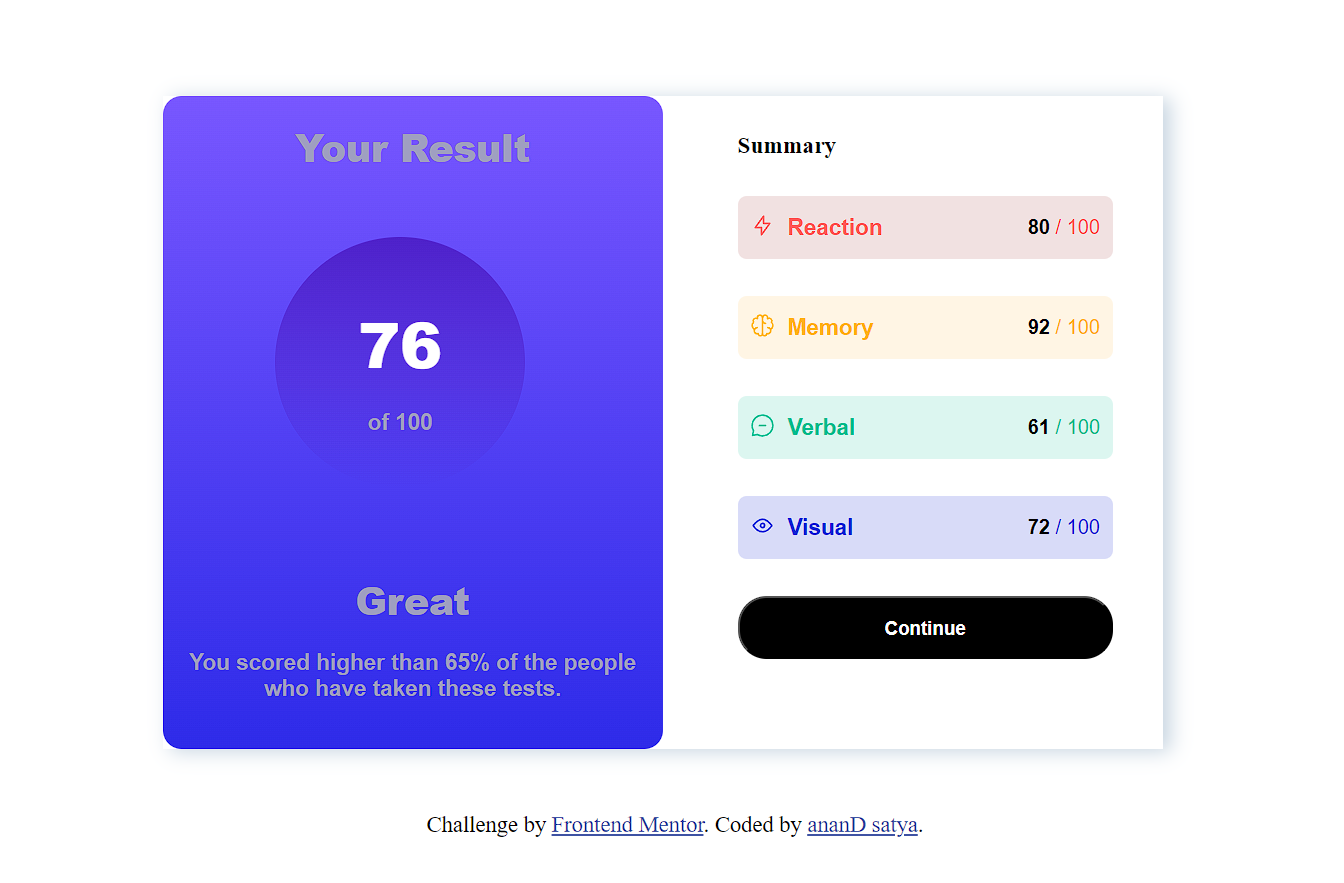 Your Result
76
of 100
Great
You scored higher than 65% of the people
who have taken these tests.
Summary
Reaction 80 / 100
Memory 92 / 100
Verbal 61 / 100
Visual 72 / 100
Continue
Challenge by Frontend Mentor. Coded by ananD satya.